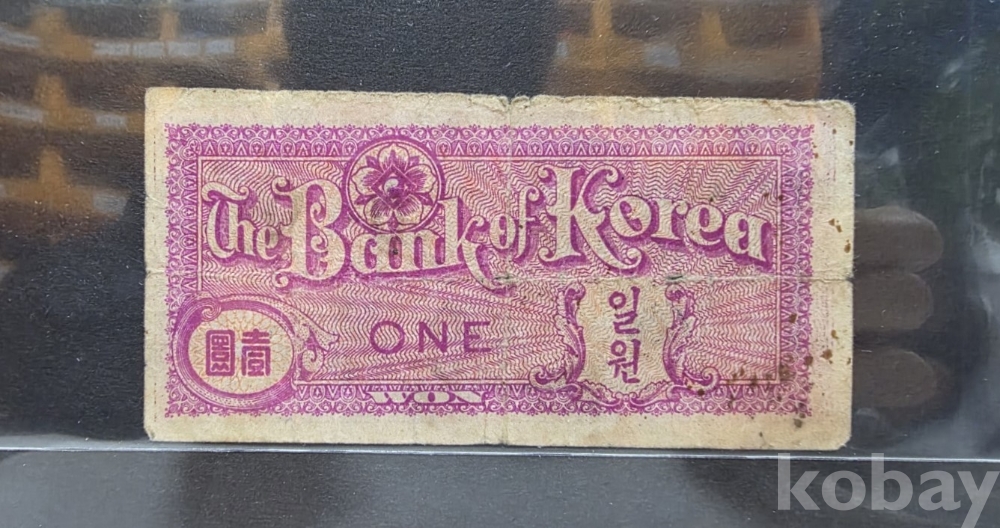 The Bank of Korea
ONE
일원
壹圓
WON
kobay